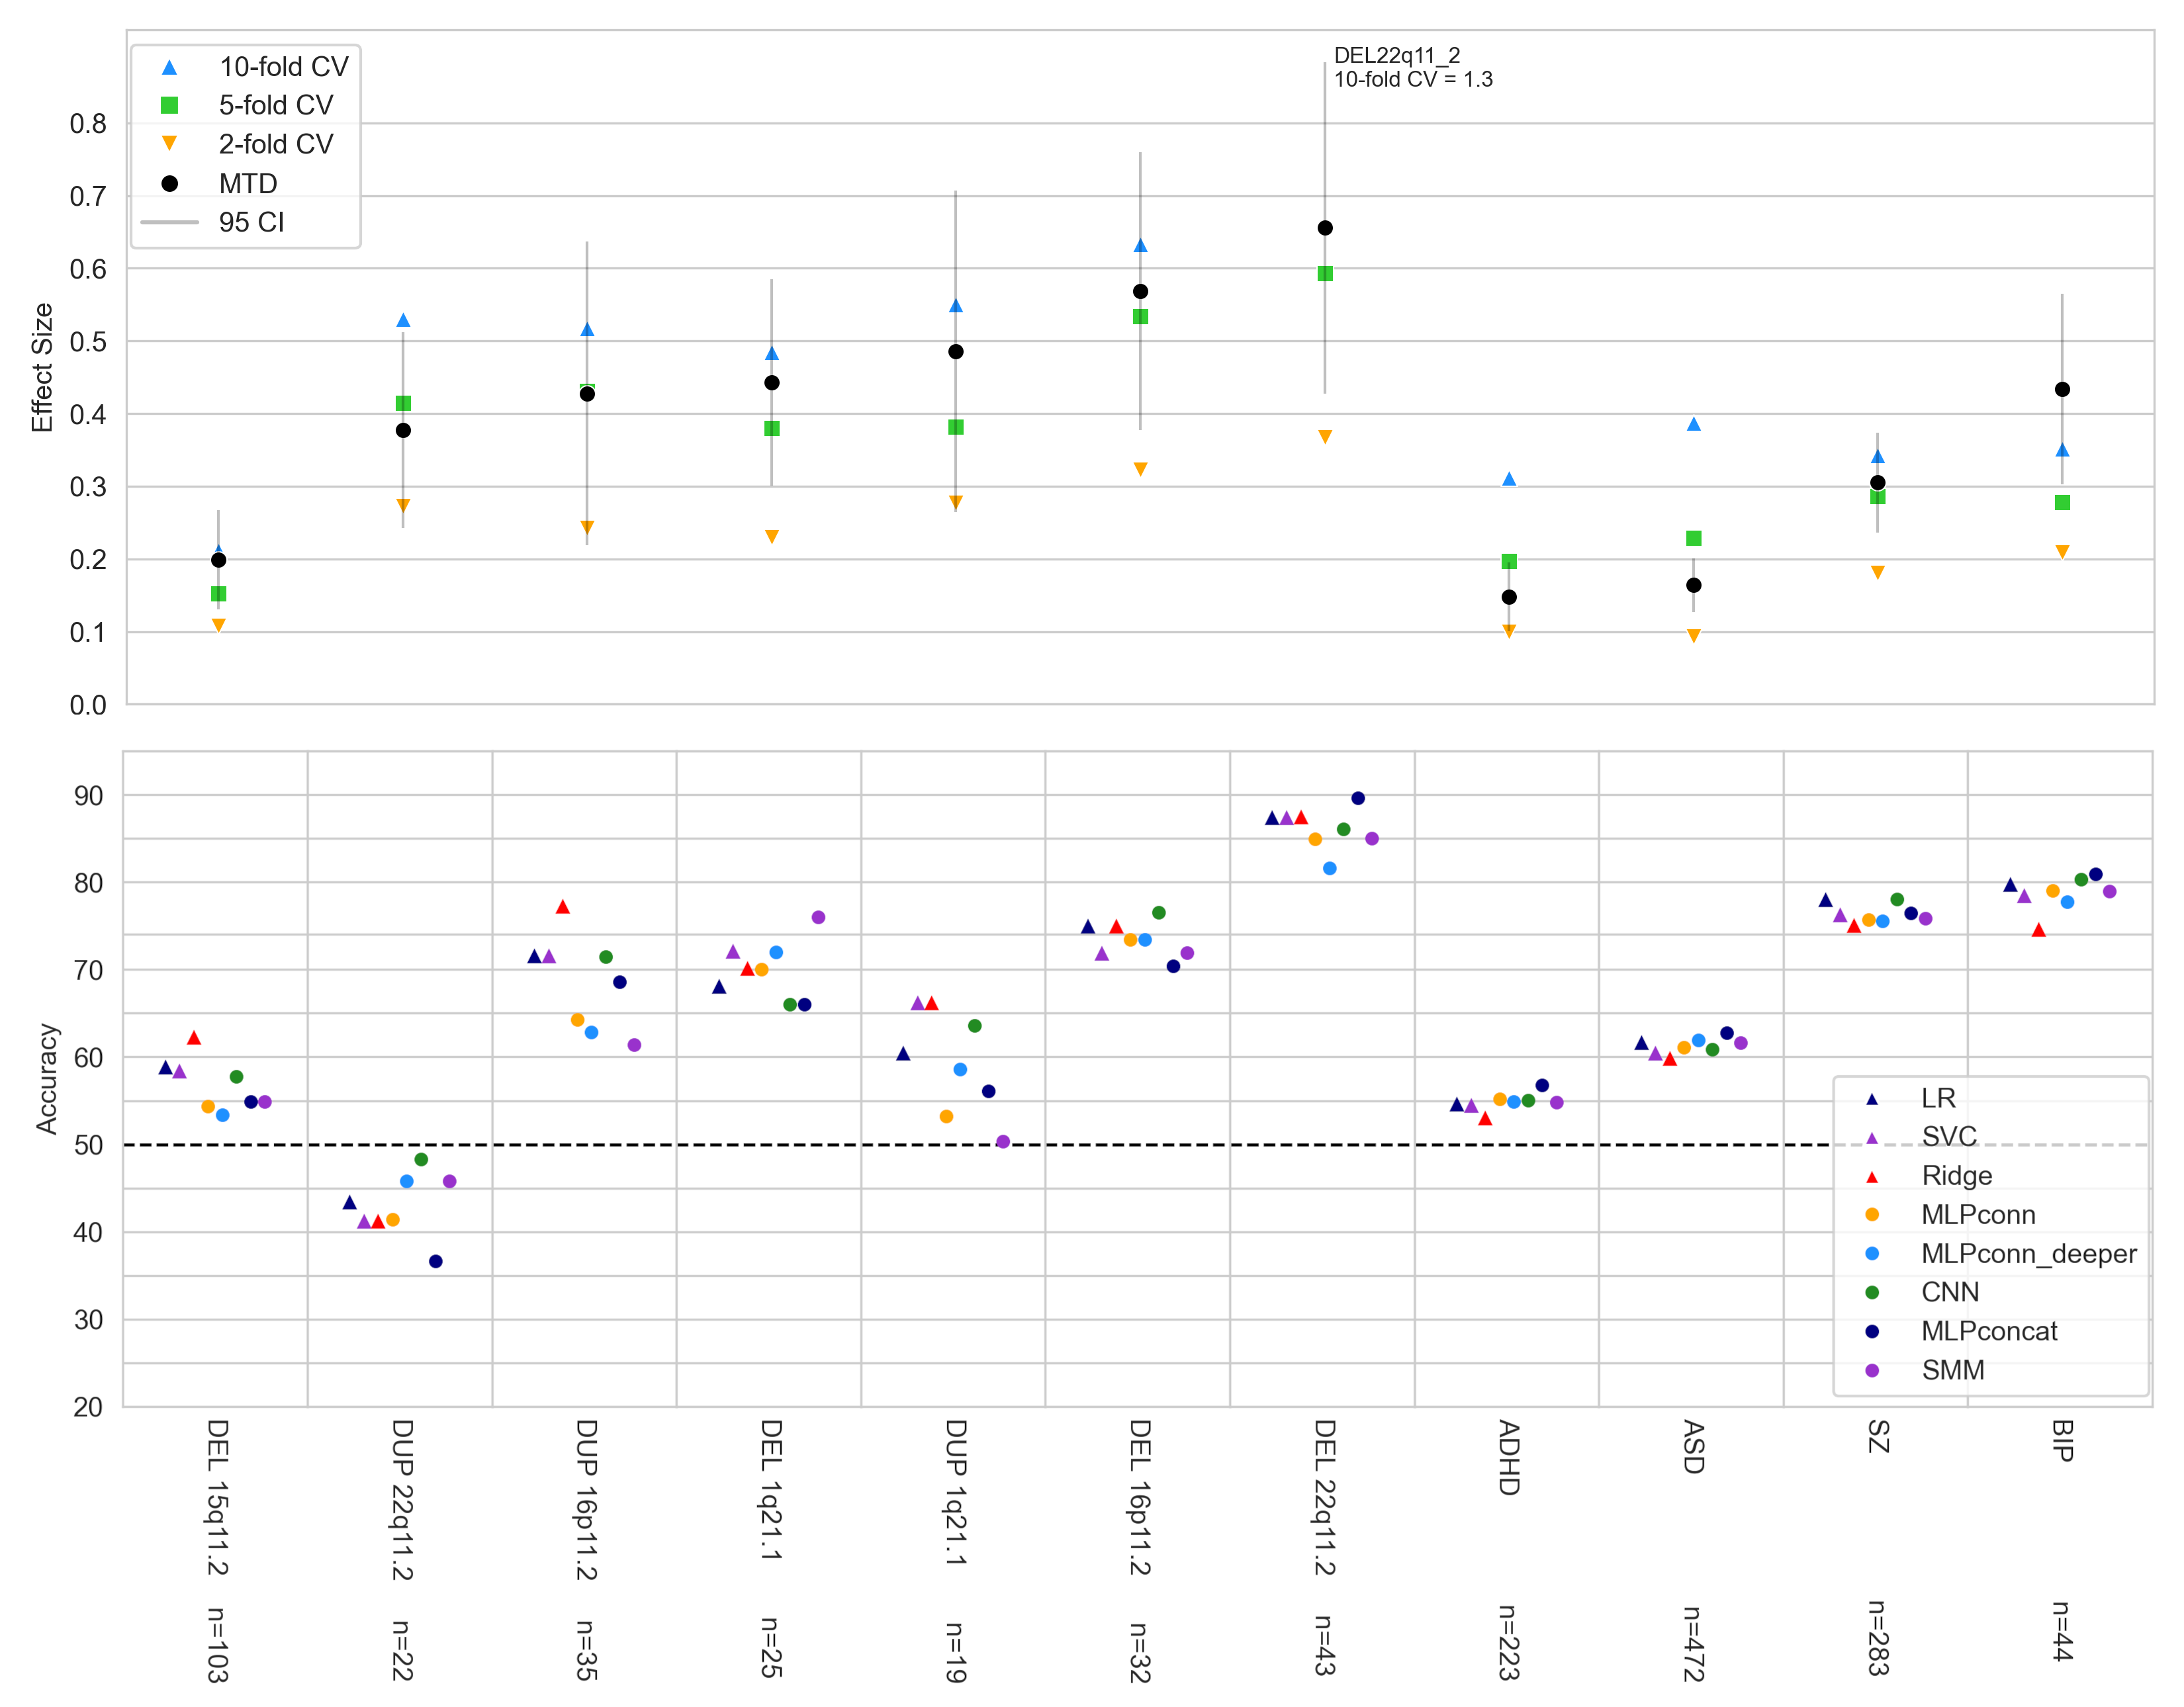 DEL22q11_2
10-fold CV = 1.3
10-fold CV
5-fold CV
2-fold CV
MTD
95 CI
0.8
0.7
0.6
0.5
0.4
0.3
0.2
0.1
0.0
Effect Size
90
80
70
60
50
40
30
20
Accuracy
LR
SVC
Ridge
MLPconn
MLPconn_deeper
CNN
MLPconcat
SMM
DEL 15q11.2 n=103
DUP 22q11.2 n=22
DUP 16p11.2 n=35
DEL 1q21.1 n=25
DUP 1q21.1 n=19
DEL 16p11.2 n=32
DEL 22q11.2 n=43
ADHD n=223
ASD n=472
SZ n=283
BIP n=44